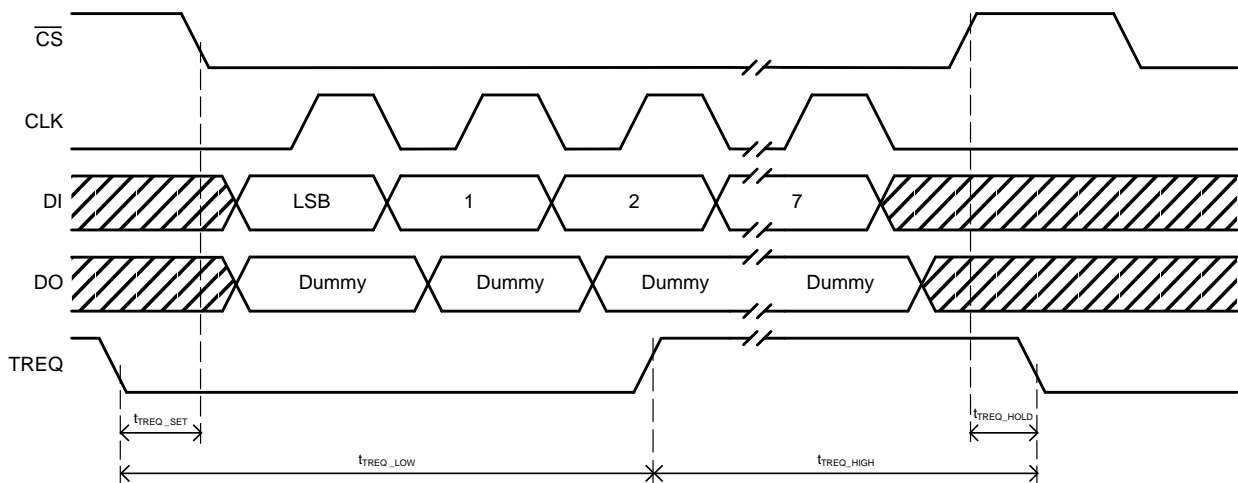 CS
CLK
DI LSB 1 2 7
DO Dummy Dummy Dummy Dummy
TREQ
tTREQ_SET tTREQ_HOLD
tTREQ_LOW tTREQ_HIGH